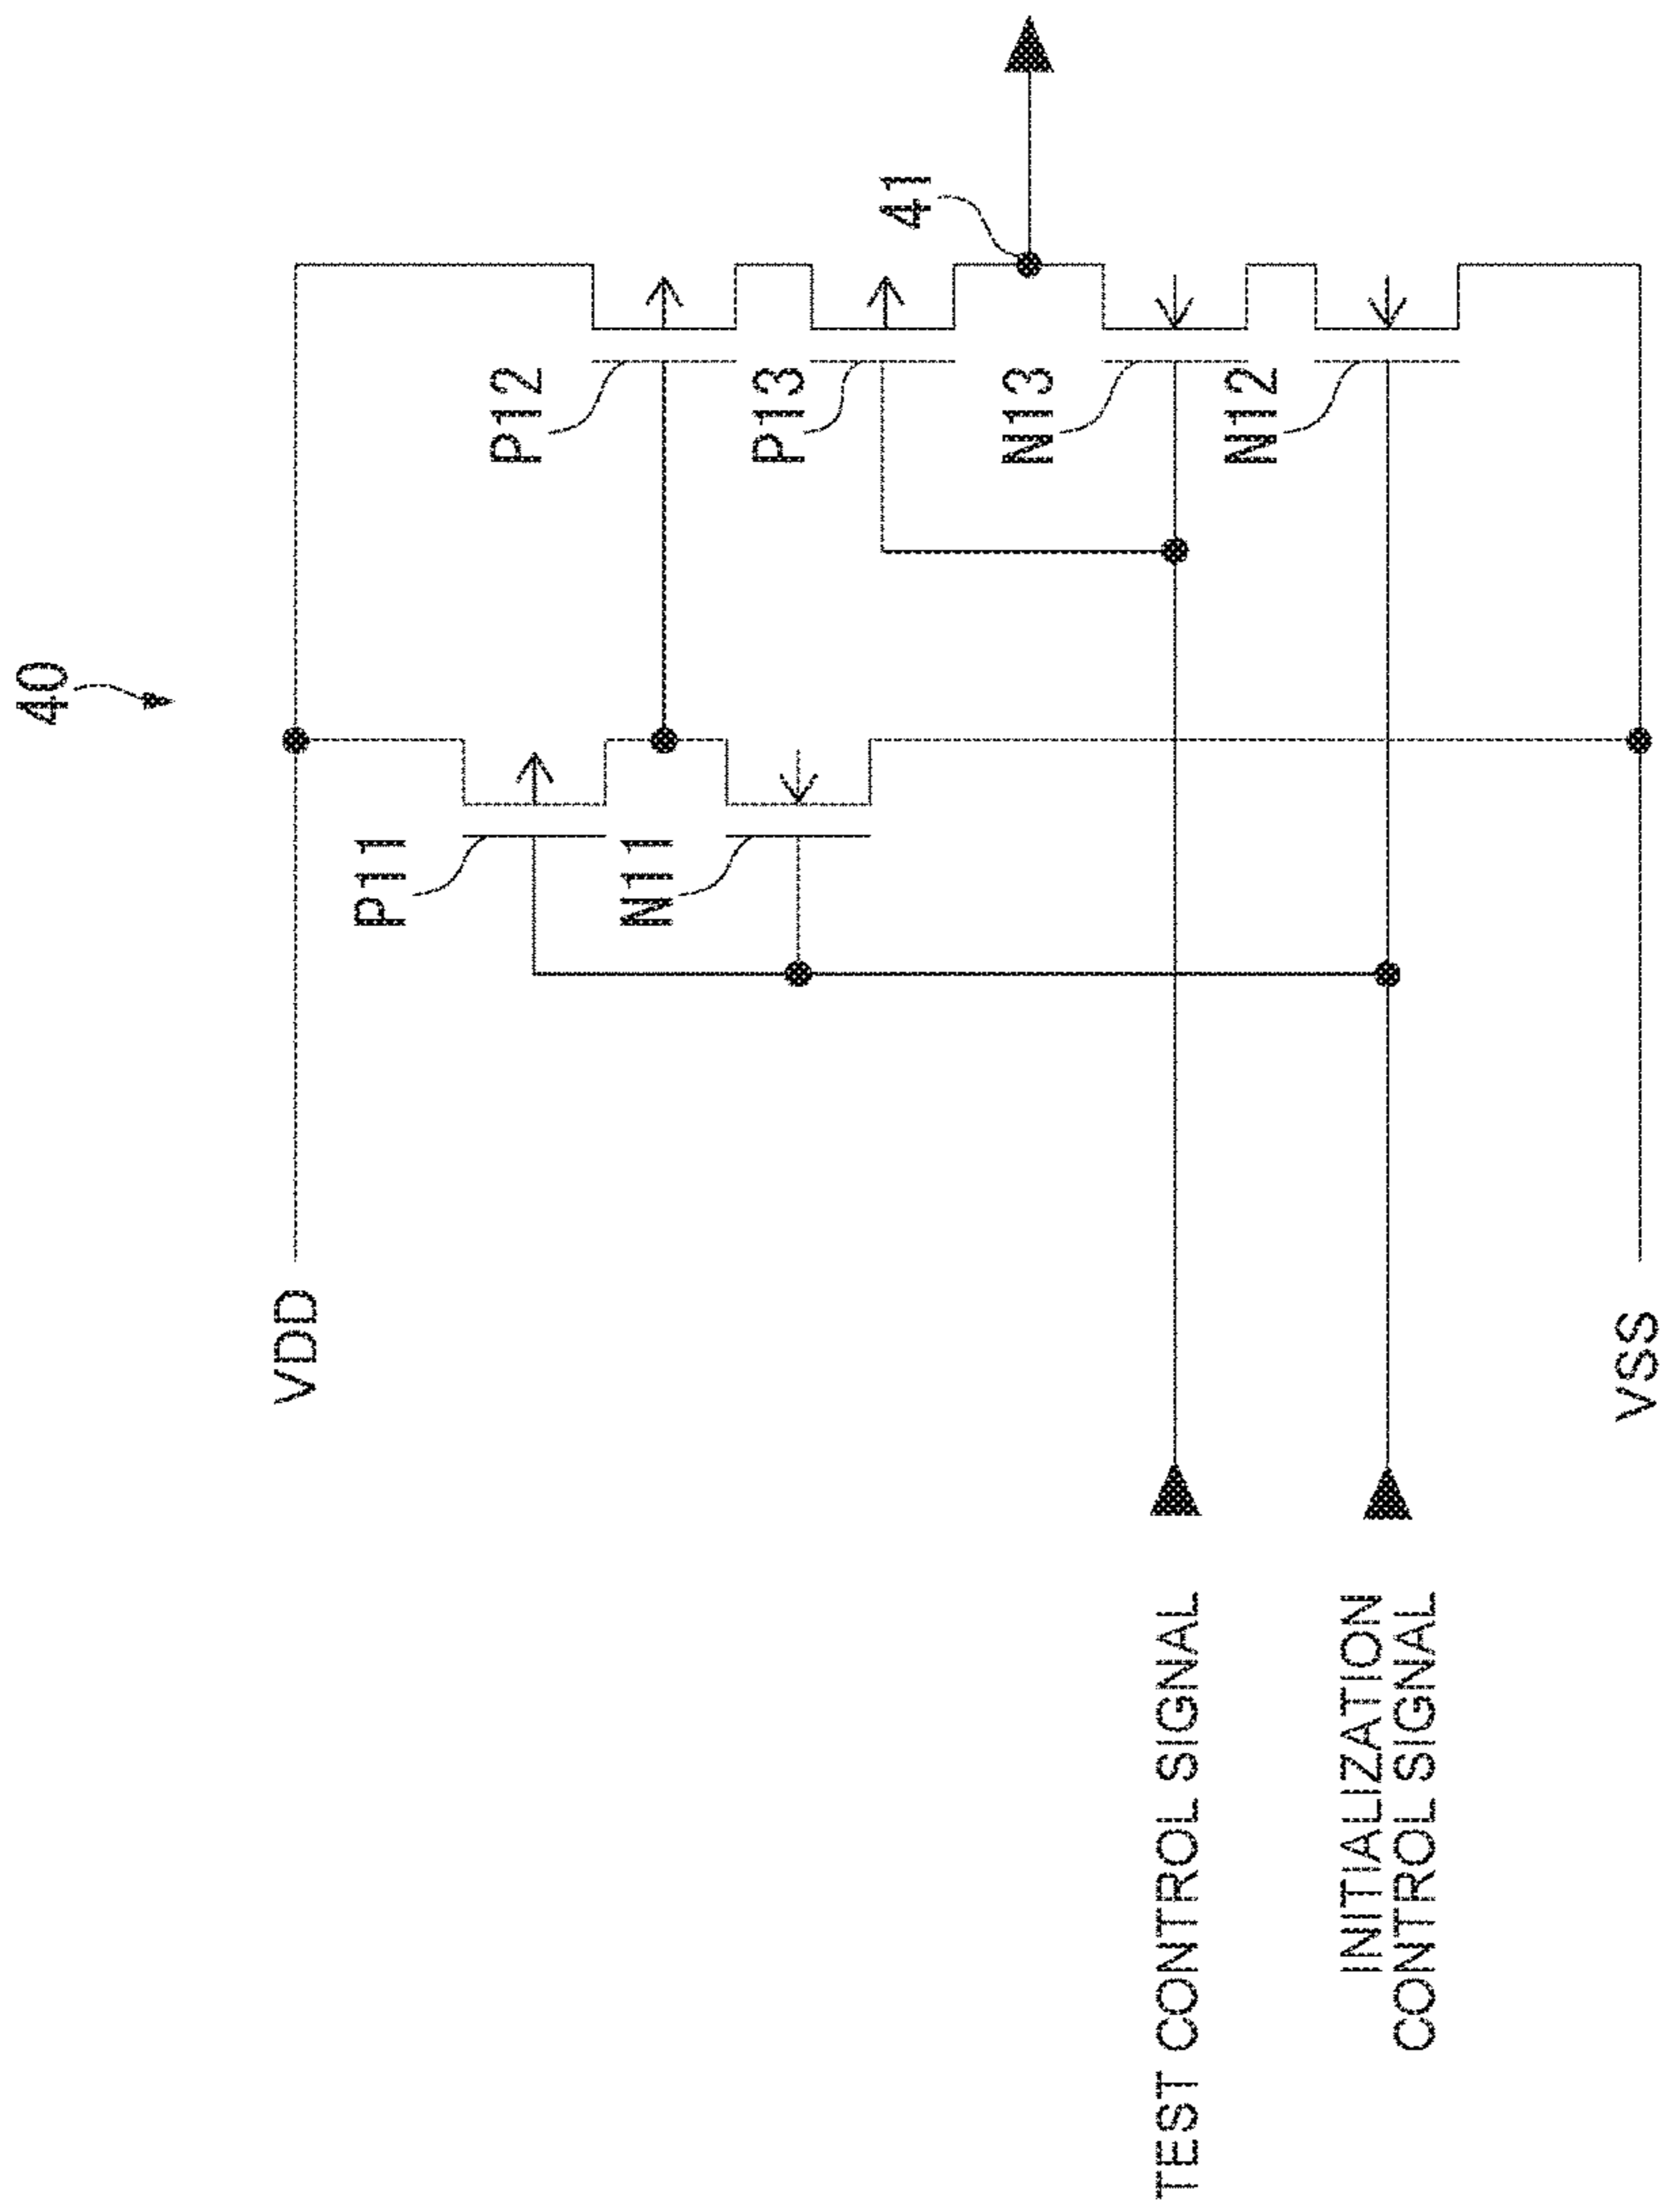 40
VDD
P11
N11
P12
P13
41
N13
N12
TEST CONTROL SIGNAL
INITIALIZATION
CONTROL SIGNAL
VSS